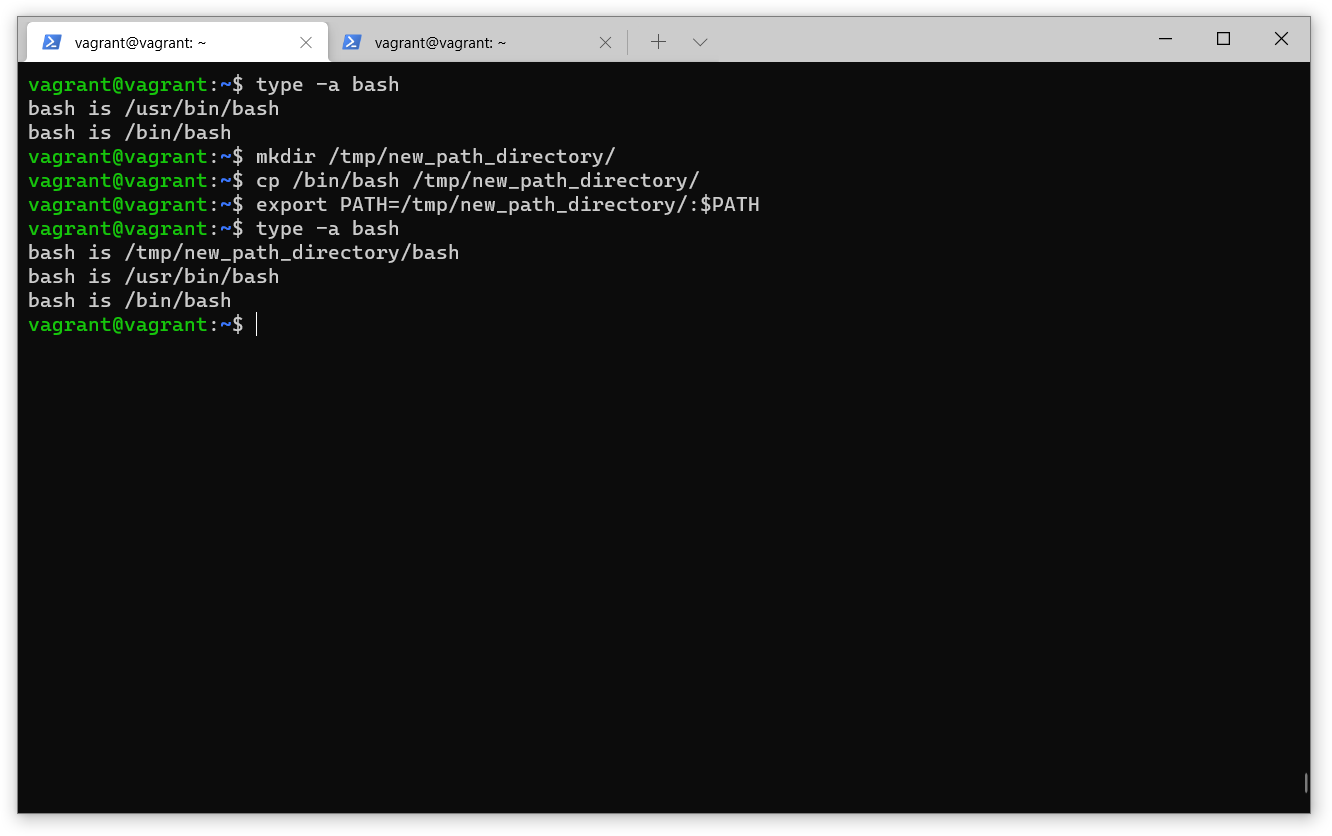 vagrant@vagrant: ~
vagrant@vagrant: ~
vagrant@vagrant:~$ type -a bash
bash is /usr/bin/bash
bash is /bin/bash
vagrant@vagrant:~$ mkdir /tmp/new_path_directory/
vagrant@vagrant:~$ cp /bin/bash /tmp/new_path_directory/
vagrant@vagrant:~$ export PATH=/tmp/new_path_directory/:$PATH
vagrant@vagrant:~$ type -a bash
bash is /tmp/new_path_directory/bash
bash is /usr/bin/bash
bash is /bin/bash
vagrant@vagrant:~$